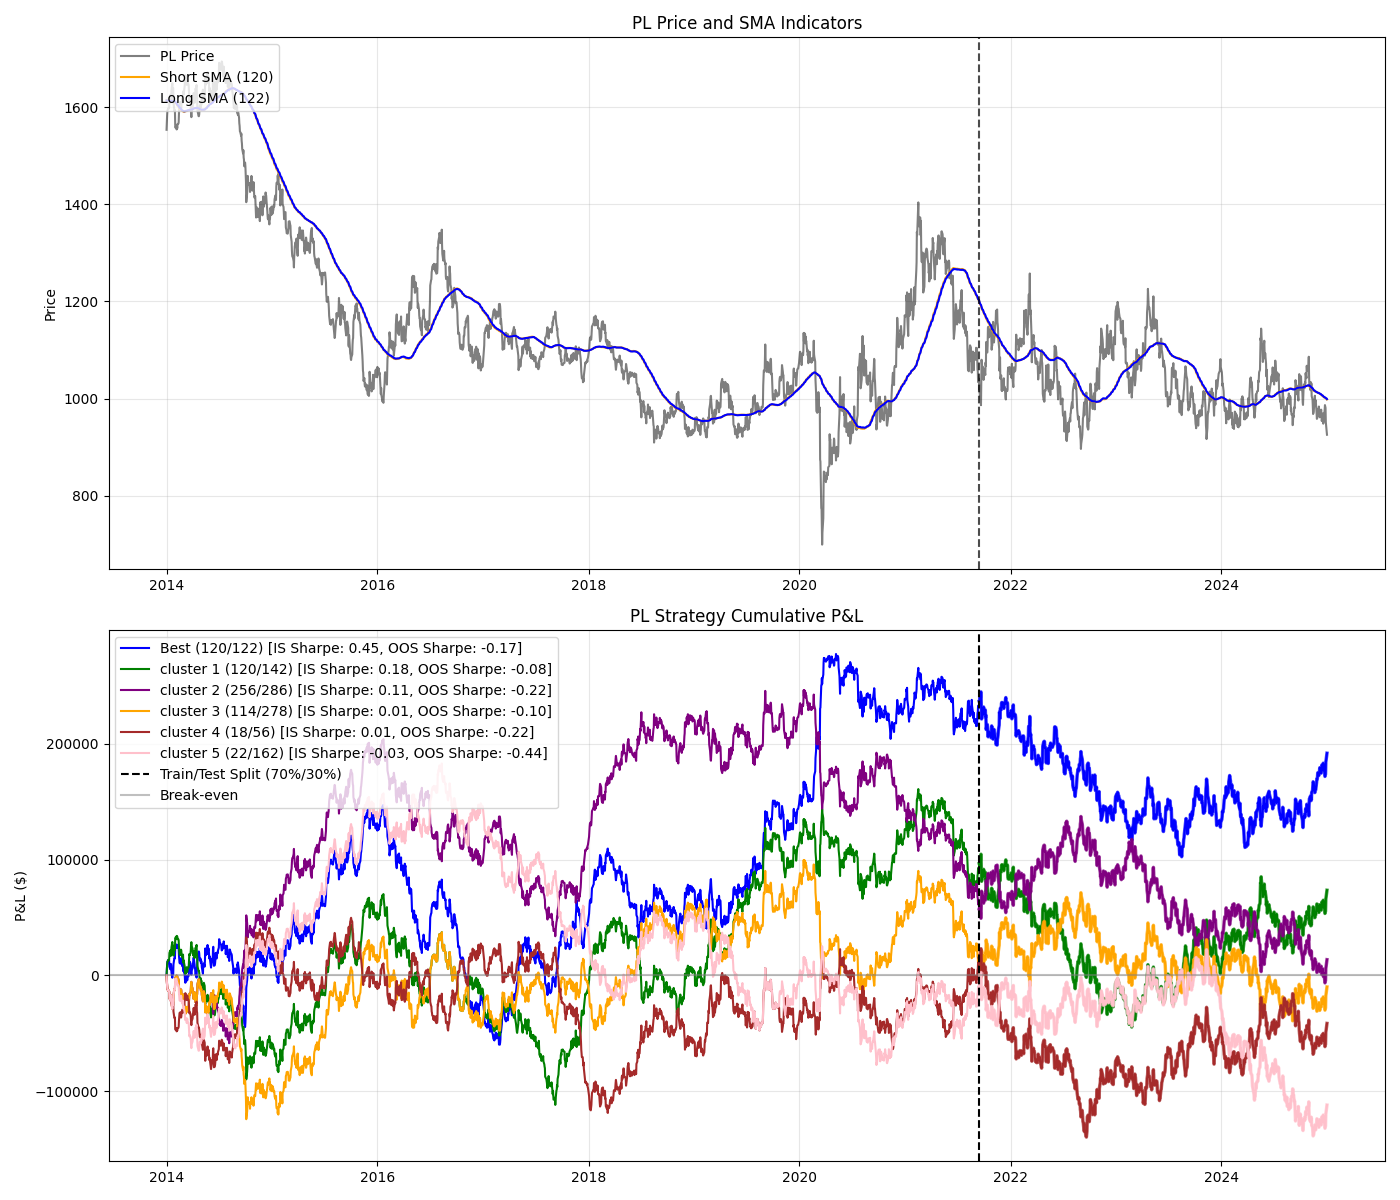 PL Price and SMA Indicators
PL Price
Short SMA (120)
Long SMA (122)
Price
1600
1400
1200
1000
800
2014 2016 2018 2020 2022 2024
PL Strategy Cumulative P&L
Best (120/122) [IS Sharpe: 0.45, OOS Sharpe: -0.17]
cluster 1 (120/142) [IS Sharpe: 0.18, OOS Sharpe: -0.08]
cluster 2 (256/286) [IS Sharpe: 0.11, OOS Sharpe: -0.22]
cluster 3 (114/278) [IS Sharpe: 0.01, OOS Sharpe: -0.10]
cluster 4 (18/56) [IS Sharpe: 0.01, OOS Sharpe: -0.22]
cluster 5 (22/162) [IS Sharpe: -0.03, OOS Sharpe: -0.44]
Train/Test Split (70%/30%)
Break-even
P&L ($)
200000
100000
0
−100000
2014 2016 2018 2020 2022 2024